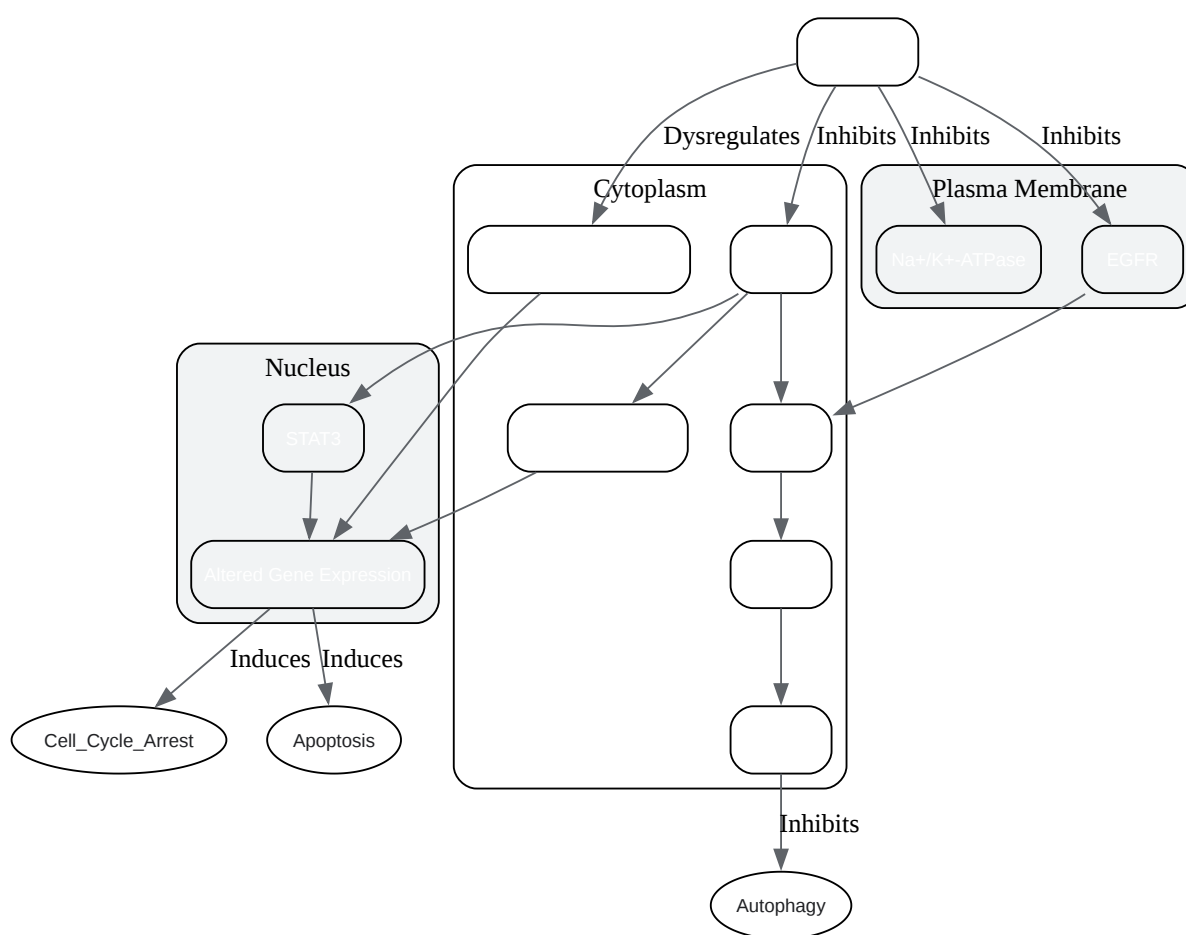 Dysregulates
Inhibits
Inhibits
Inhibits
Cytoplasm
Plasma Membrane
Na+/K+-ATPase
EGFR
Nucleus
STAT3
Altered Gene Expression
Induces
Induces
Cell_Cycle_Arrest
Apoptosis
Inhibits
Autophagy